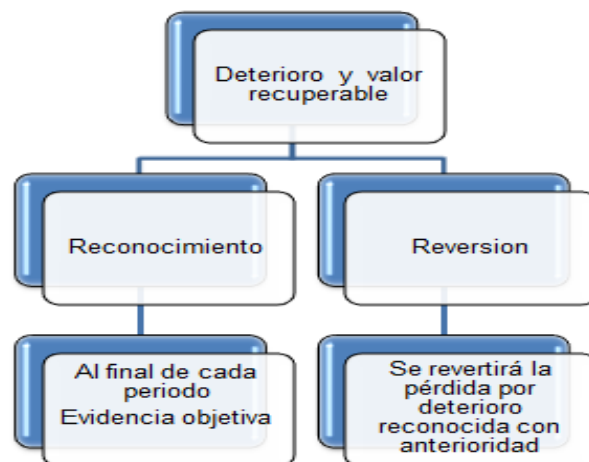 Deterioro y valor
recuperable
Reconocimiento
Reversion
Al final de cada
periodo
Evidencia objetiva
Se revertirá la
pérdida por
deterioro
reconocida con
anterioridad